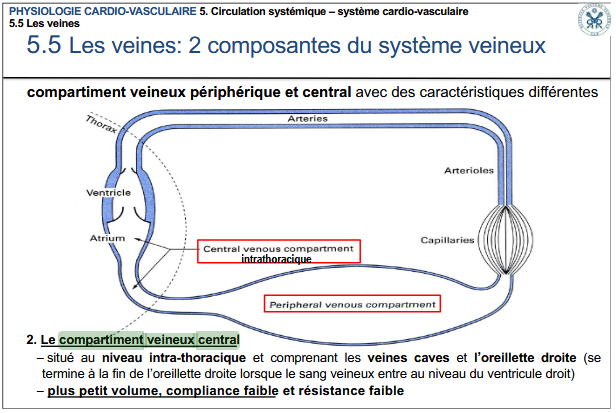 PHYSIOLOGIE CARDIO-VASCULAIRE 5. Circulation systémique – système cardio-vasculaire
5.5 Les veines
5.5 Les veines: 2 composantes du système veineux
compartiment veineux périphérique et central avec des caractéristiques différentes
Thorax
Arteries
Arterioles
Ventricle
Atrium
Capillaries
Central venous compartment
intrathoracique
Peripheral venous compartment
2. Le compartiment veineux central
– situé au niveau intra-thoracique et comprenant les veines caves et l'oreillette droite (se
termine à la fin de l'oreillette droite lorsque le sang veineux entre au niveau du ventricule droit)
– plus petit volume, compliance faible et résistance faible